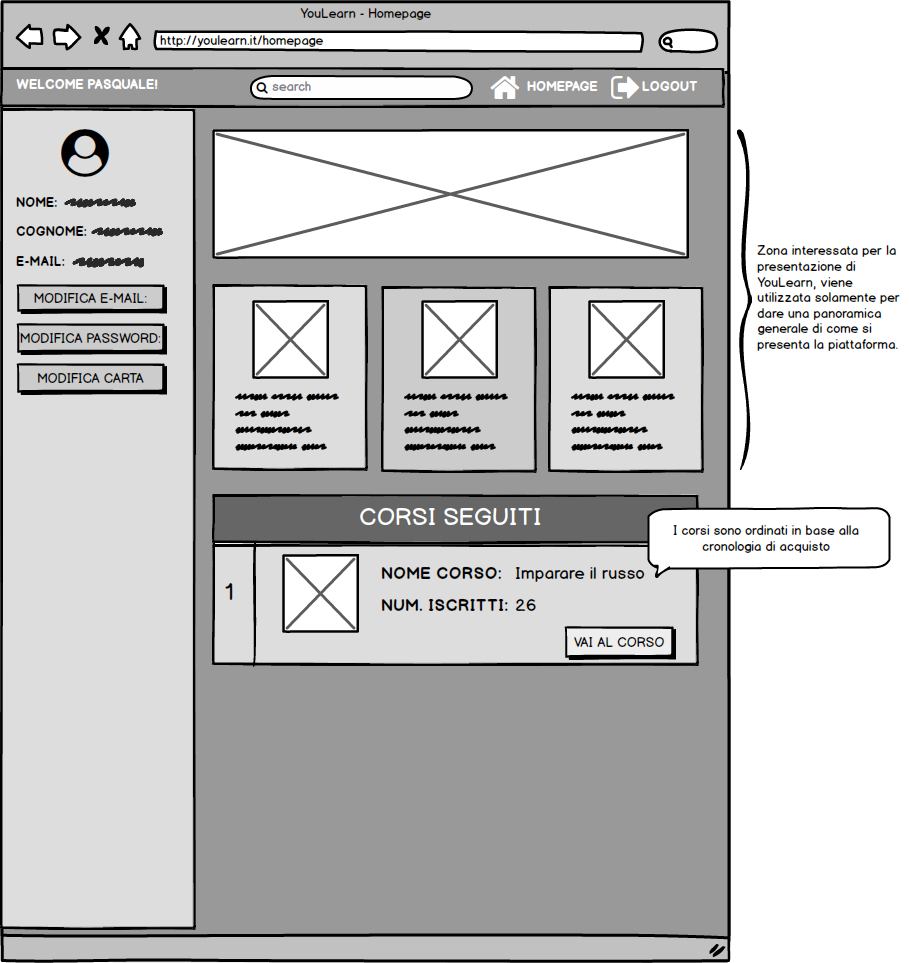 YouLearn - Homepage
http://youlearn.it/homepage
WELCOME PASQUALE!
search
HOMEPAGE
LOGOUT
NOME:
COGNOME:
E-MAIL:
MODIFICA E-MAIL:
MODIFICA PASSWORD:
MODIFICA CARTA
Zona interessata per la
presentazione di
YouLearn, viene
utilizzata solamente per
dare una panoramica
generale di come si
presenta la piattaforma.
CORSI SEGUITI
I corsi sono ordinati in base alla
cronologia di acquisto
1
NOME CORSO: Imparare il russo
NUM. ISCRITTI: 26
VAI AL CORSO